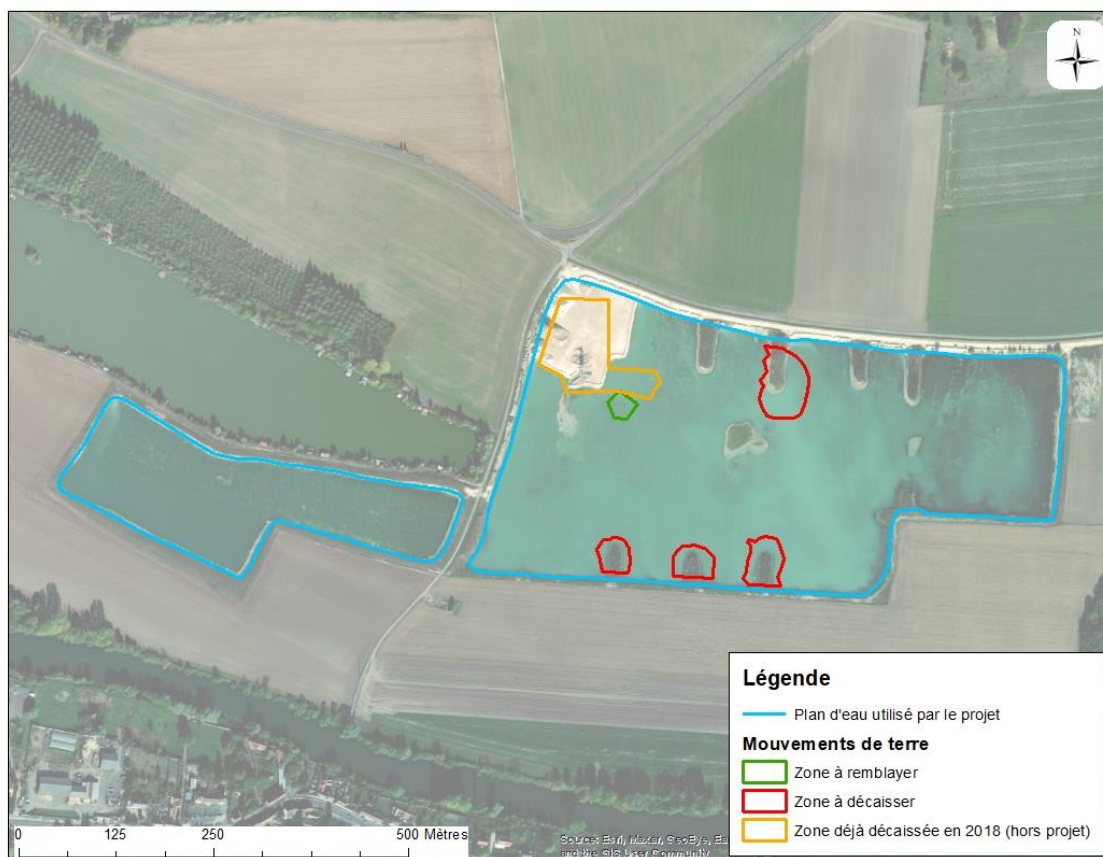 N
Légende
Plan d'eau utilisé par le projet
Mouvements de terre
Zone à remblayer
Zone à décaisser
Zone déjà décaissée en 2018 (hors projet)
0 125 250 500 Mètres
Source: Esri, Maxar, GeoEye, Ea
and the GIS User Community